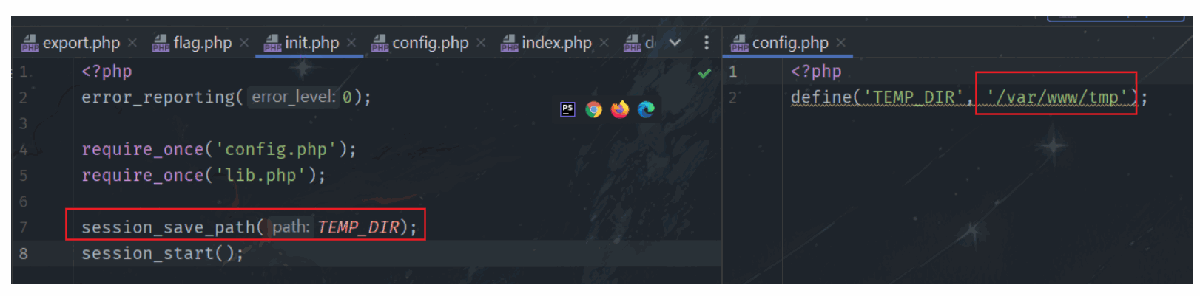 export.php × flag.php × init.php × config.php × index.php × d
1 <?php
2 error_reporting( error_level: 0);
3
4 require_once('config.php');
5 require_once('lib.php');
6
7 session_save_path( path: TEMP_DIR);
8 session_start();
config.php ×
1 <?php
2 define('TEMP_DIR', '/var/www/tmp');